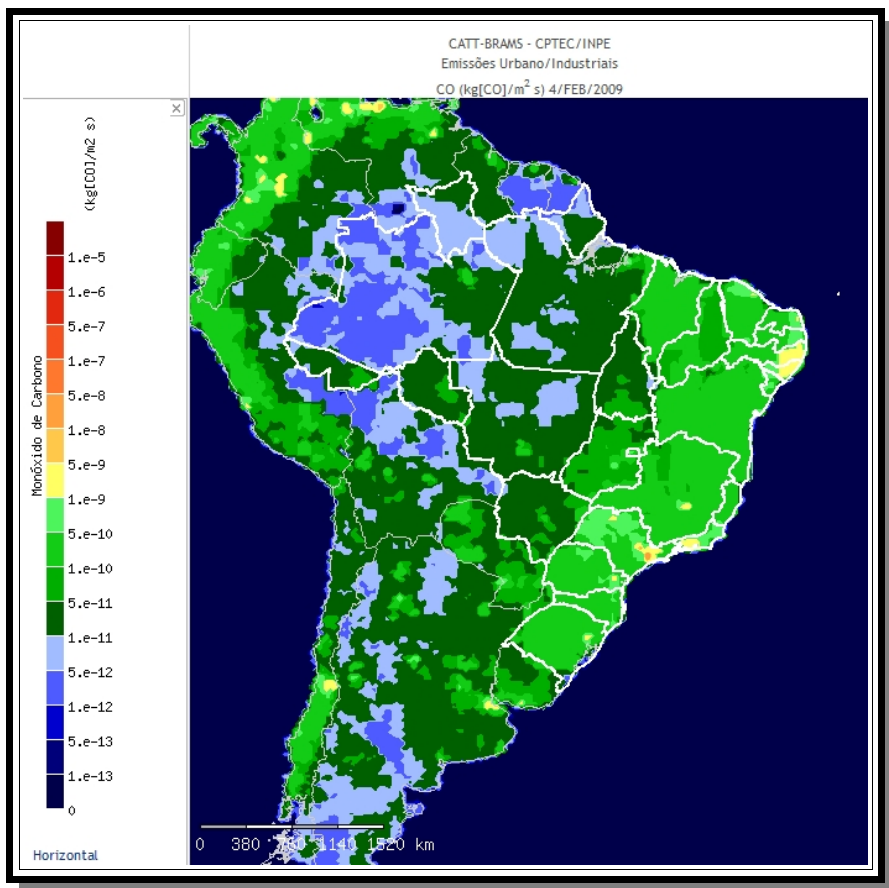 CATT-BRAMS - CPTEC/INPE
Emissões Urbano/Industriais
CO (kg[CO]/m² s) 4/FEB/2009
(kg[CO]/m2 s)
Monôxido de Carbono
1.e-5
1.e-6
5.e-7
1.e-7
5.e-8
1.e-8
5.e-9
1.e-9
5.e-10
1.e-10
5.e-11
1.e-11
5.e-12
1.e-12
5.e-13
1.e-13
0
Horizontal
0 380 760 1140 1520 km